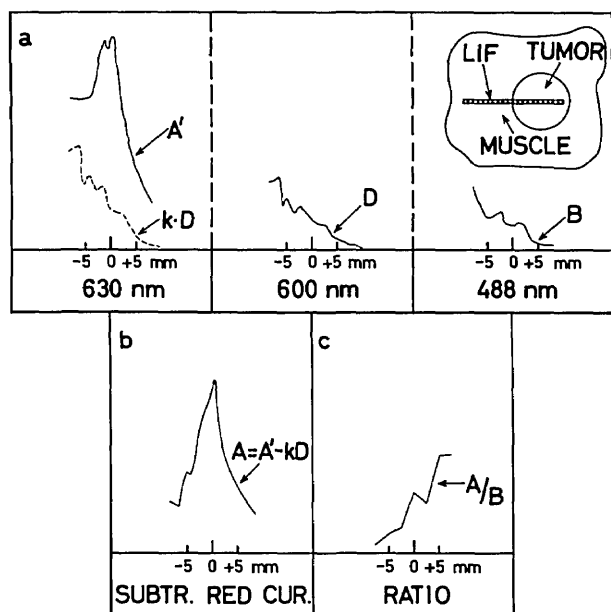 a
A'
k·D
-5 0 +5 mm
630 nm
D
-5 0 +5 mm
600 nm
LIF
TUMOR
MUSCLE
B
-5 0 +5 mm
488 nm
b
A=A'-kD
-5 0 +5 mm
SUBTR. RED CUR.
c
A/B
-5 0 +5 mm
RATIO